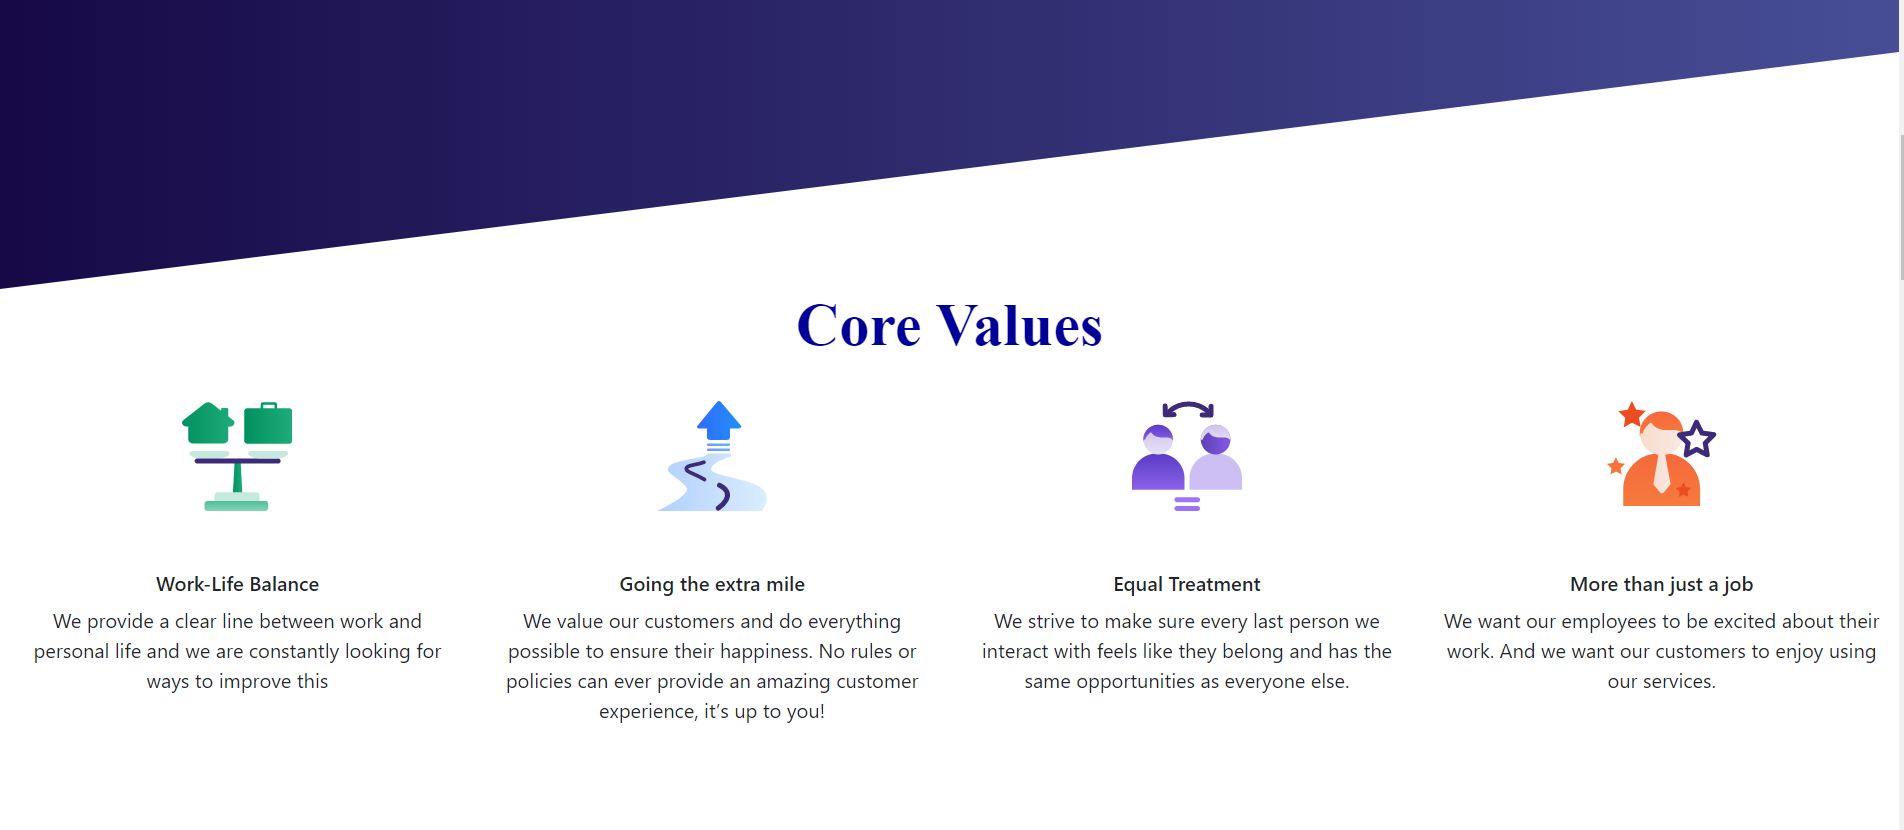 Core Values
Work-Life Balance
We provide a clear line between work and
personal life and we are constantly looking for
ways to improve this
Going the extra mile
We value our customers and do everything
possible to ensure their happiness. No rules or
policies can ever provide an amazing customer
experience, it’s up to you!
Equal Treatment
We strive to make sure every last person we
interact with feels like they belong and has the
same opportunities as everyone else.
More than just a job
We want our employees to be excited about their
work. And we want our customers to enjoy using
our services.